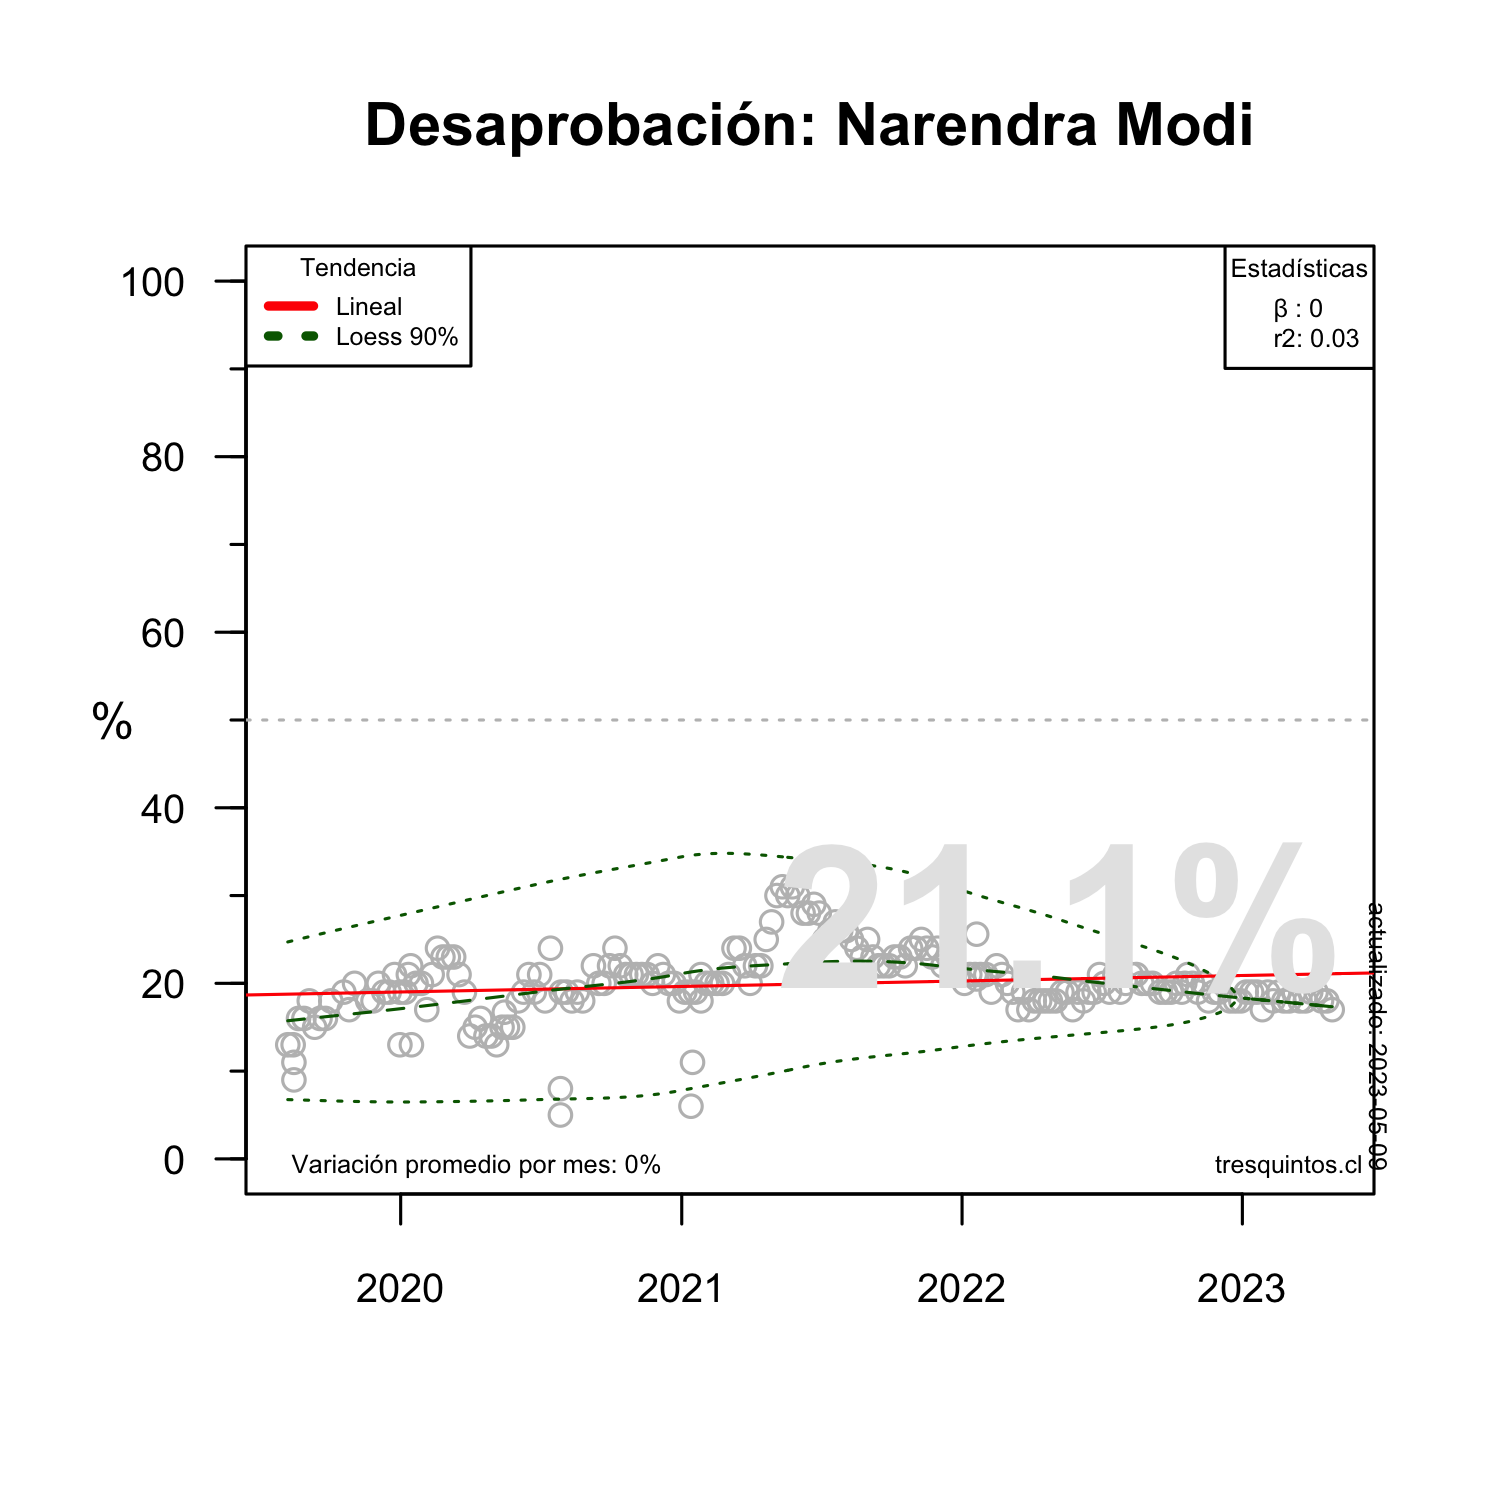 Desaprobación: Narendra Modi
Tendencia
Lineal
Loess 90%
Estadísticas
β : 0
r2: 0.03
100
80
60
40
20
0
%
21.1%
actualizado: 2023-05-09
Variación promedio por mes: 0%
tresquintos.cl
2020
2021
2022
2023